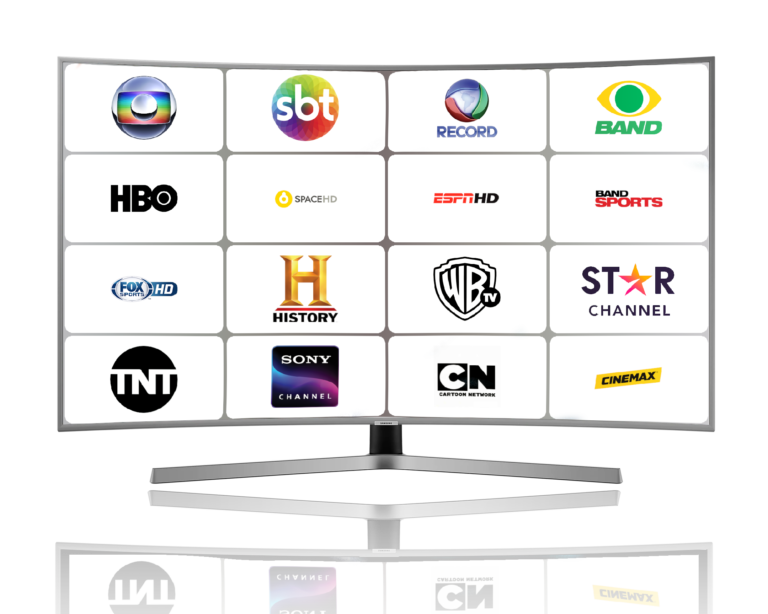 sbt
RECORD
BAND
HBO
SPACEHD
ESPN HD
BAND
SPORTS
FOX
SPORTS
HD
HISTORY
WB
TV
ST★R
CHANNEL
TNT
SONY
CHANNEL
CN
CARTOON NETWORK
CINEMAX